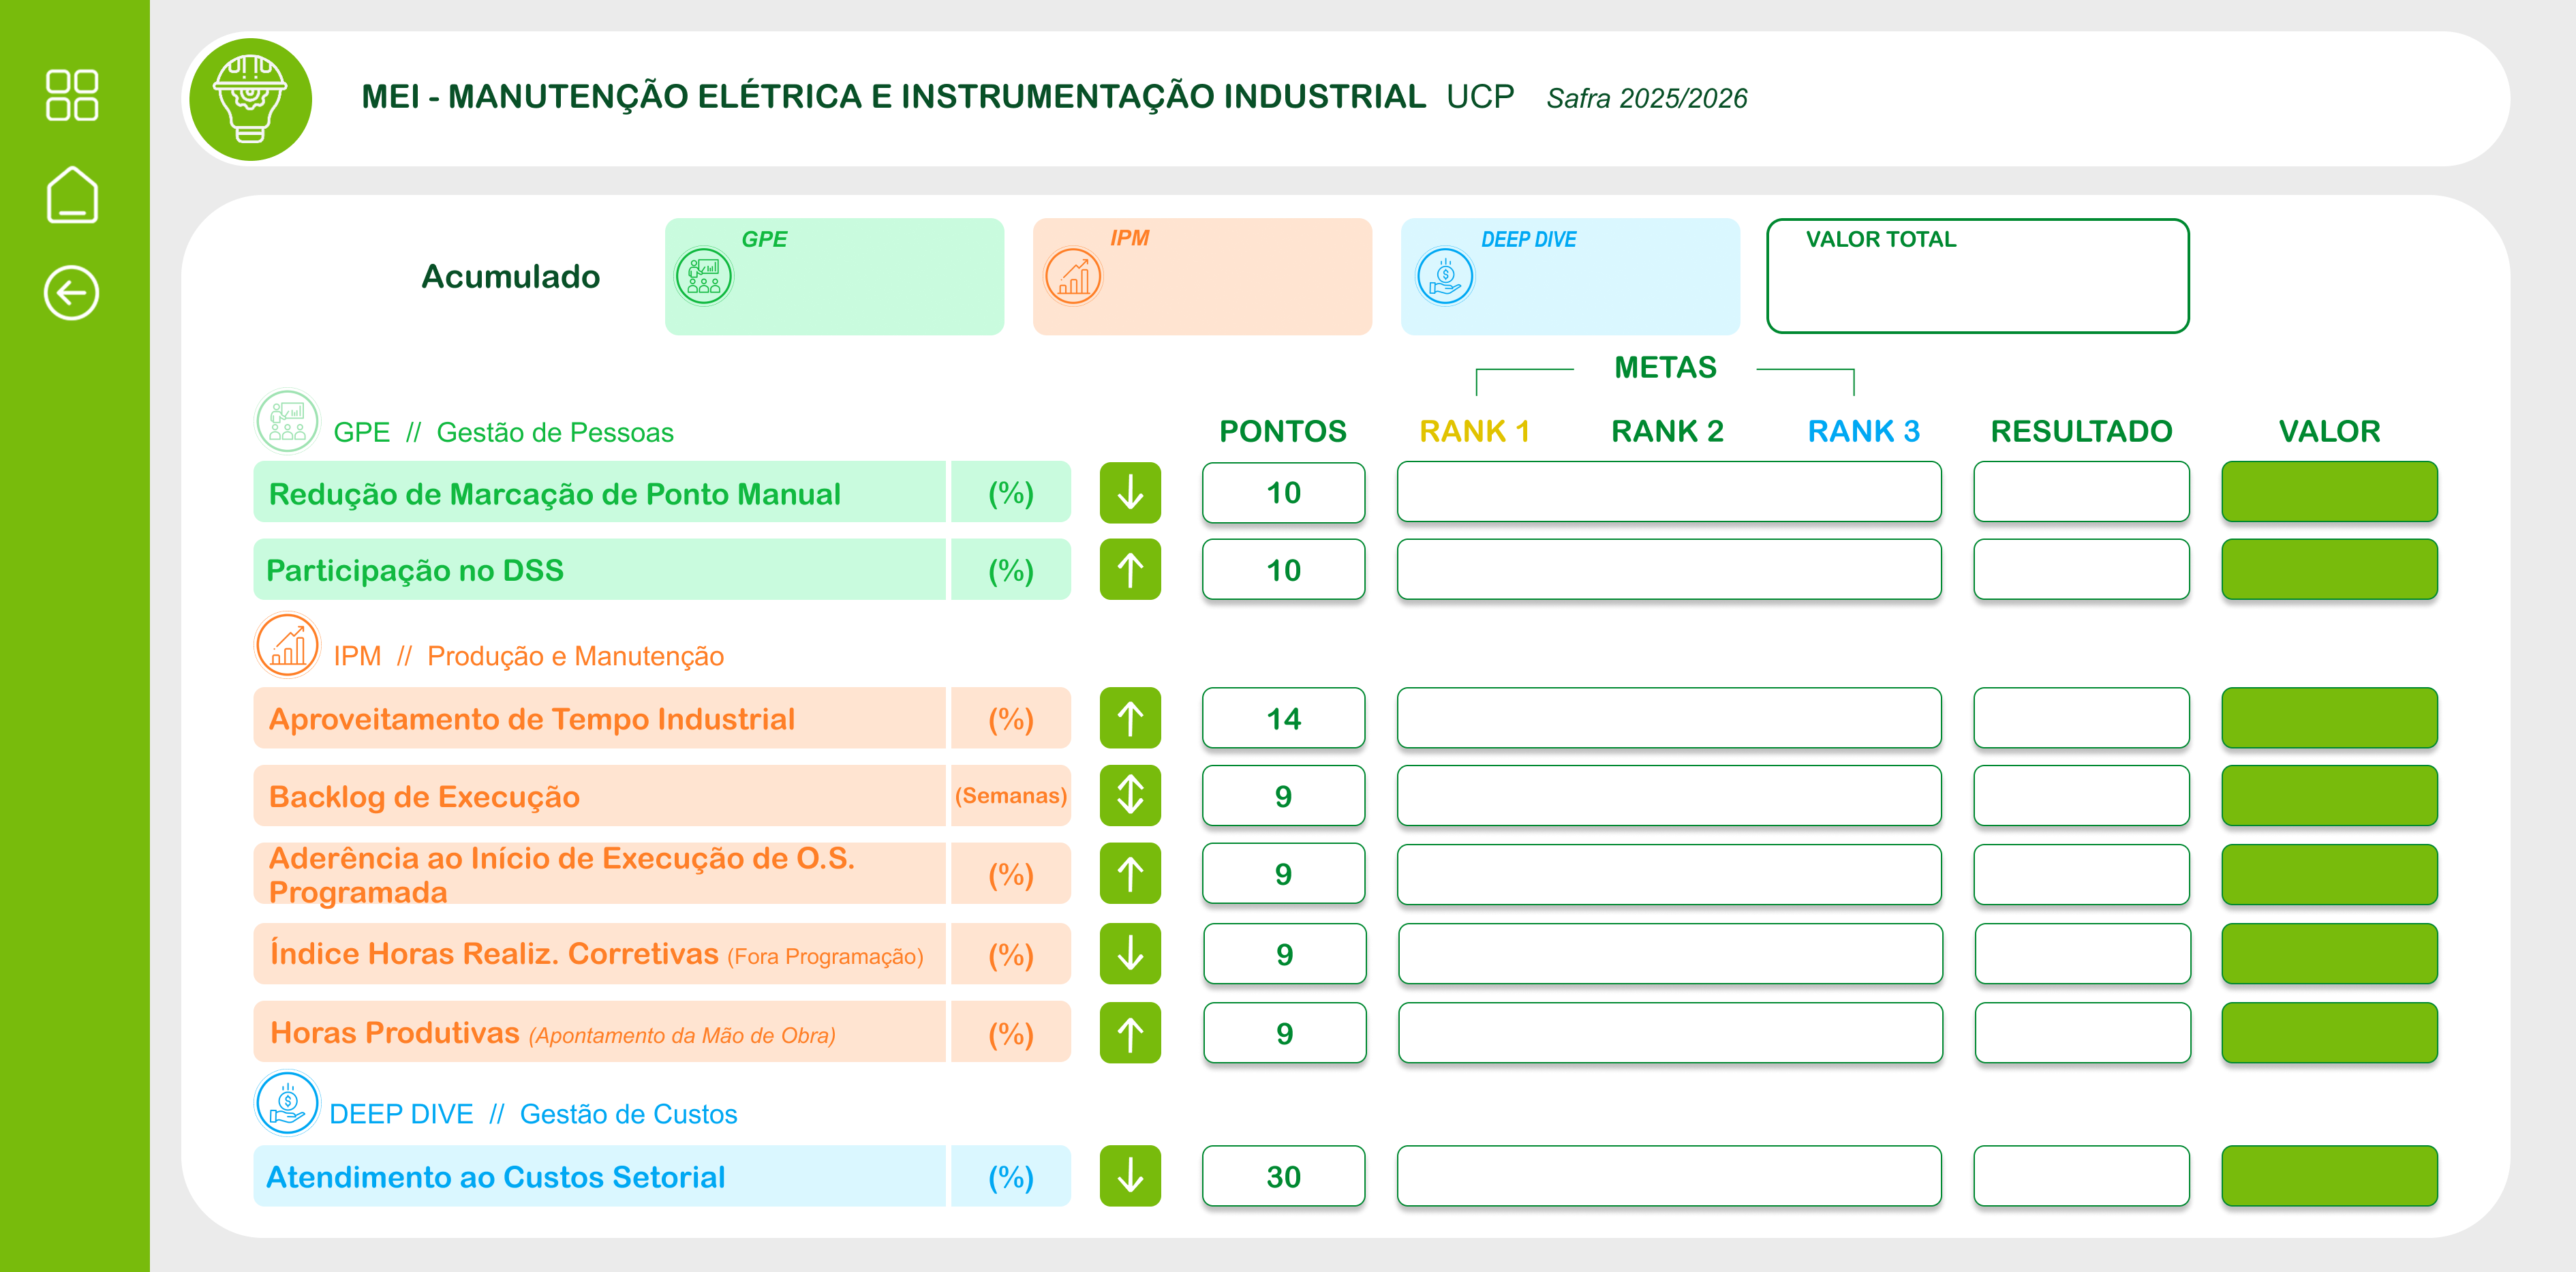 MEI - MANUTENÇÃO ELÉTRICA E INSTRUMENTAÇÃO INDUSTRIAL UCP Safra 2025/2026
Acumulado
GPE
IPM
DEEP DIVE
VALOR TOTAL
METAS
GPE // Gestão de Pessoas
PONTOS RANK 1 RANK 2 RANK 3 RESULTADO VALOR
Redução de Marcação de Ponto Manual (%) 10
Participação no DSS (%) 10
IPM // Produção e Manutenção
Aproveitamento de Tempo Industrial (%) 14
Backlog de Execução (Semanas) 9
Aderência ao Início de Execução de O.S.
Programada (%) 9
Índice Horas Realiz. Corretivas (Fora Programação) (%) 9
Horas Produtivas (Apontamento da Mão de Obra) (%) 9
DEEP DIVE // Gestão de Custos
Atendimento ao Custos Setorial (%) 30